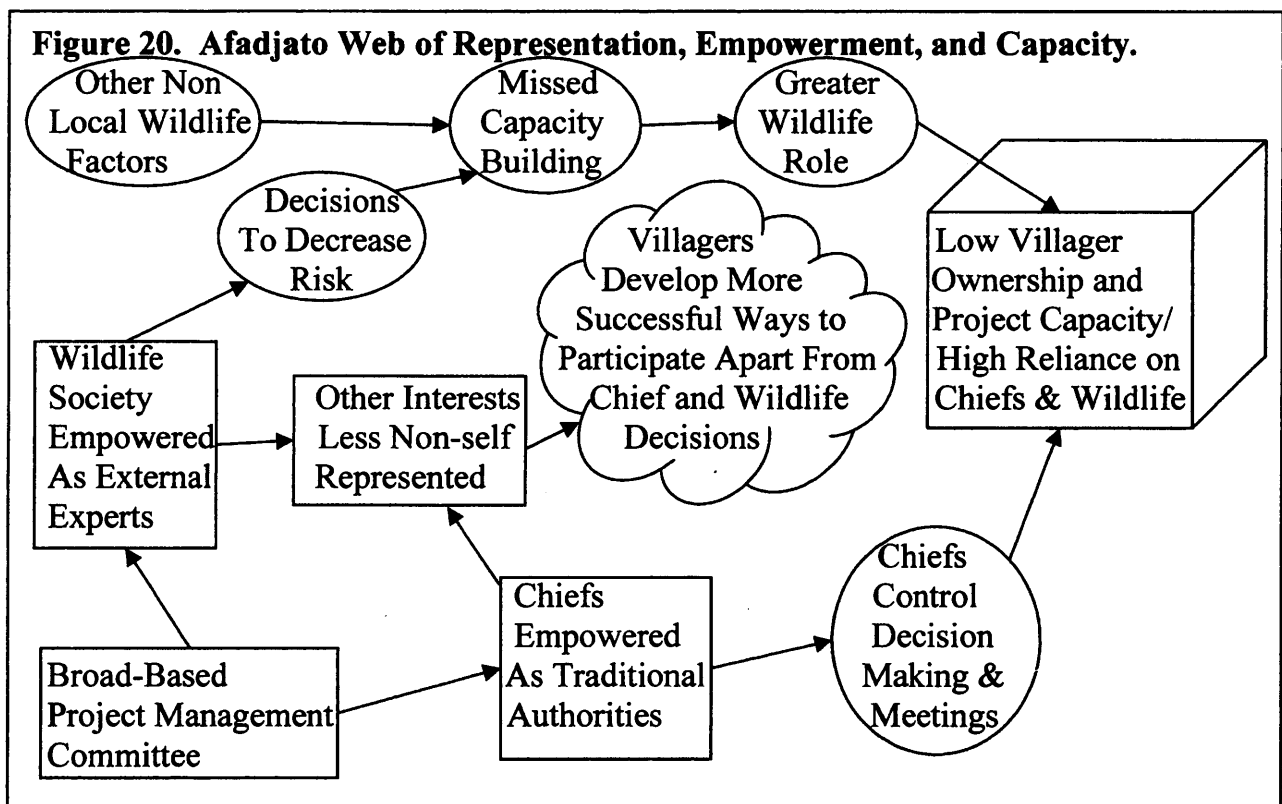 Figure 20. Afadjato Web of Representation, Empowerment, and Capacity.
Other Non
Local Wildlife
Factors
Missed
Capacity
Building
Greater
Wildlife
Role
Decisions
To Decrease
Risk
Villagers
Develop More
Successful Ways to
Participate Apart From
Chief and Wildlife
Decisions
Low Villager
Ownership and
Project Capacity/
High Reliance on
Chiefs & Wildlife
Wildlife
Society
Empowered
As External
Experts
Other Interests
Less Non-self
Represented
Chiefs
Control
Decision
Making &
Meetings
Chiefs
Empowered
As Traditional
Authorities
Broad-Based
Project Management
Committee